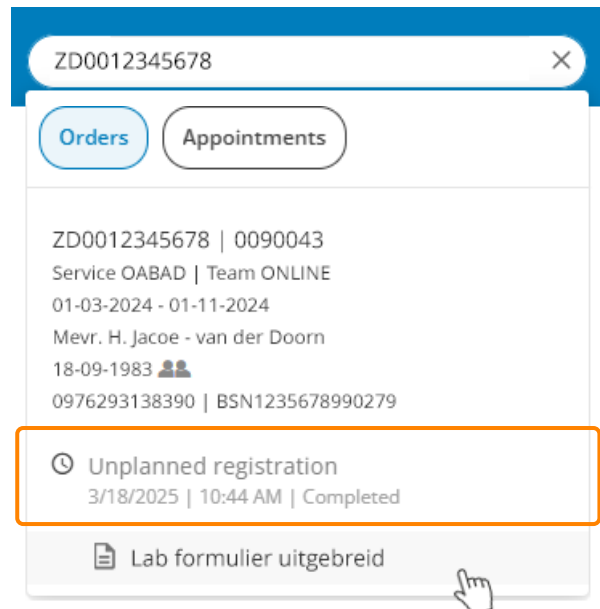 ZD0012345678
Orders
Appointments
ZD0012345678 | 0090043
Service OABAD | Team ONLINE
01-03-2024 - 01-11-2024
Mevr. H. Jacoe - van der Doorn
18-09-1983
0976293138390 | BSN1235678990279
Unplanned registration
3/18/2025 | 10:44 AM | Completed
Lab formulier uitgebreid